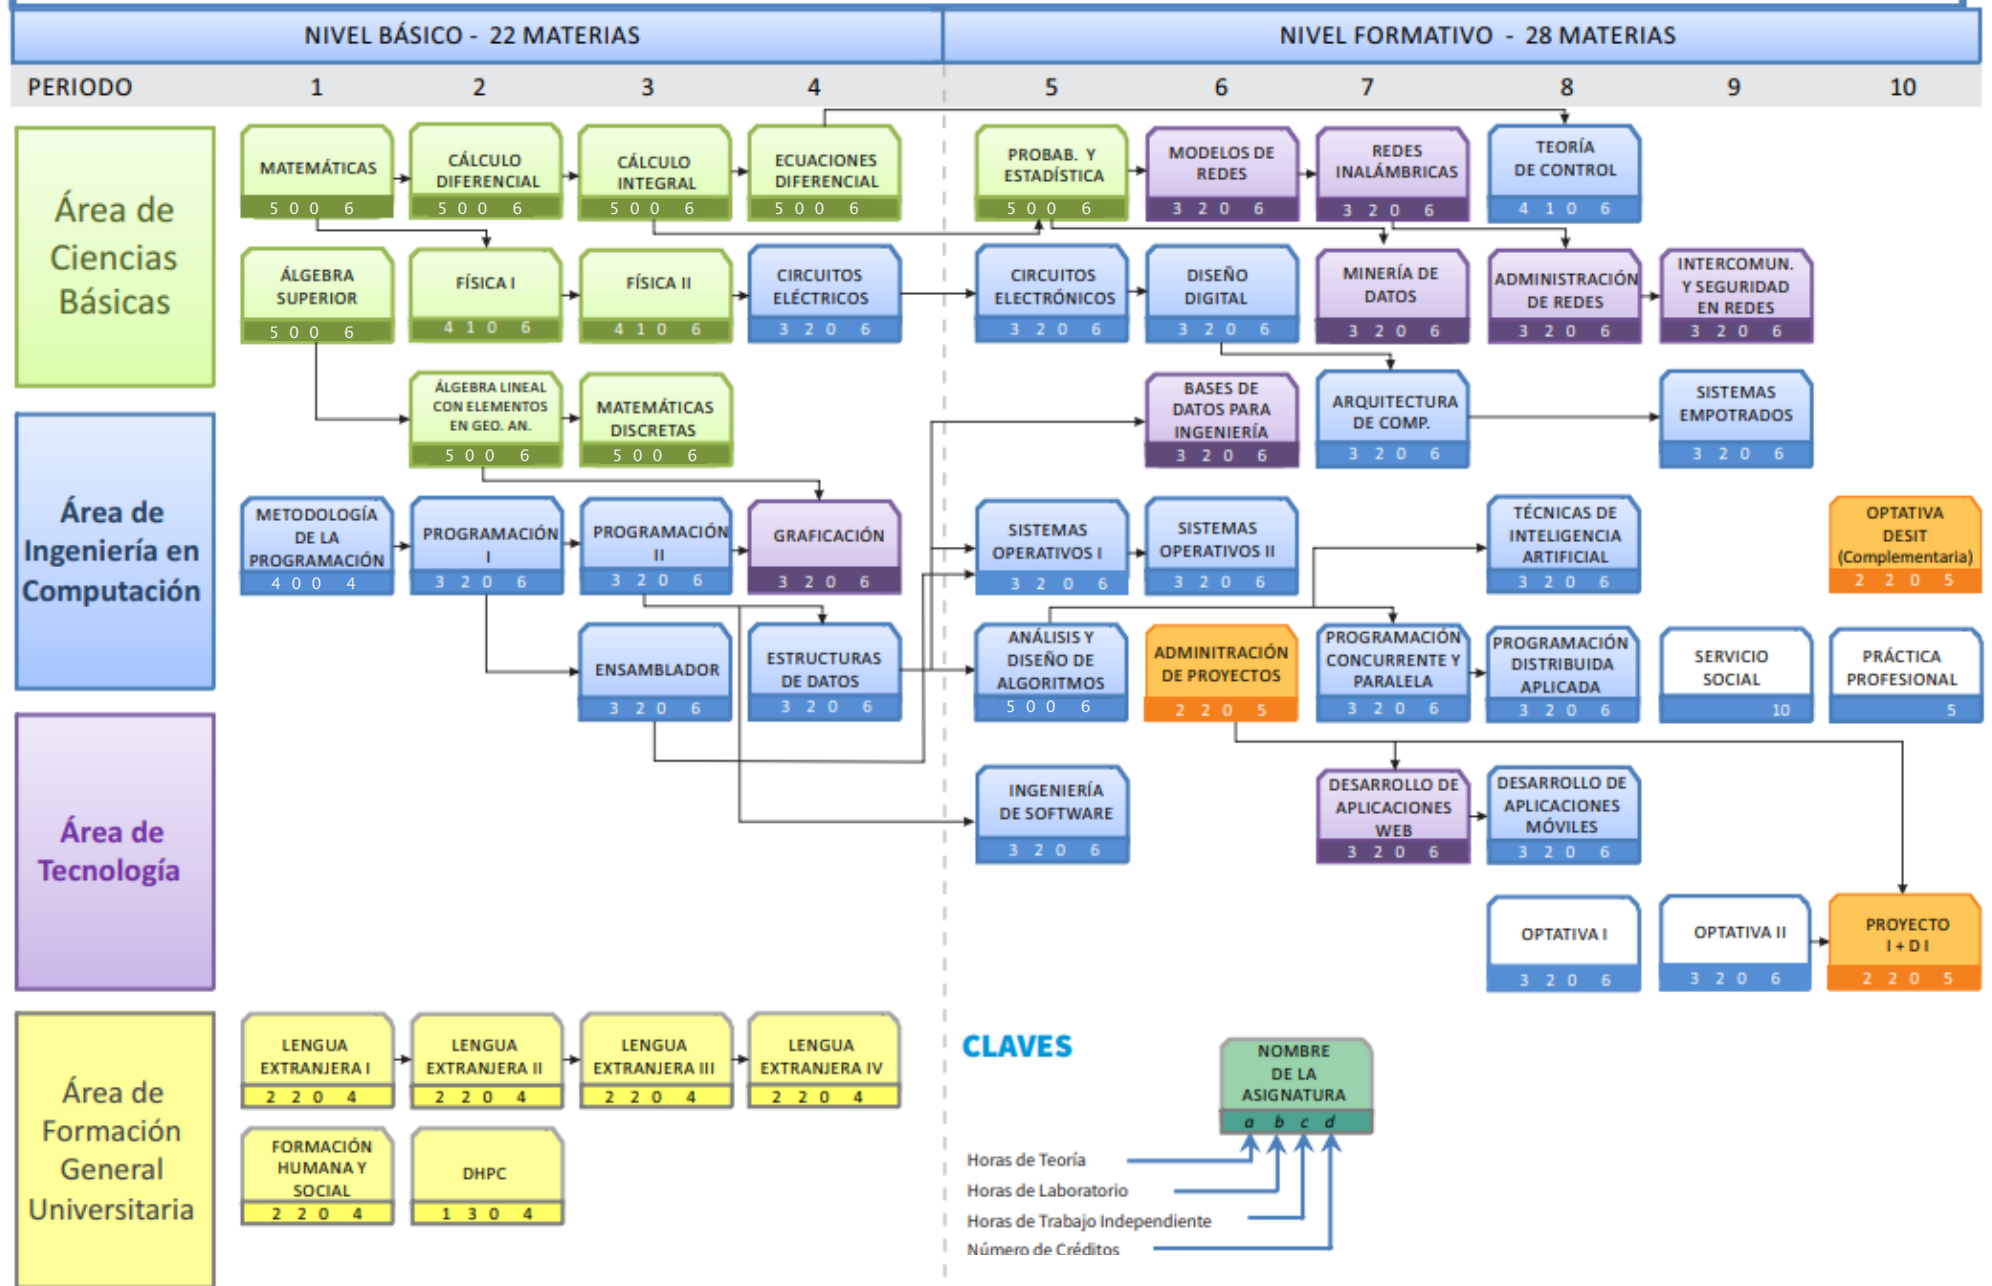 NIVEL BÁSICO - 22 MATERIAS
NIVEL FORMATIVO - 28 MATERIAS
PERIODO 1 2 3 4 5 6 7 8 9 10
Área de
Ciencias
Básicas
MATEMÁTICAS
5 0 0 6
CÁLCULO
DIFERENCIAL
5 0 0 6
CÁLCULO
INTEGRAL
5 0 0 6
ECUACIONES
DIFERENCIAL
5 0 0 6
PROBAB. Y
ESTADÍSTICA
5 0 0 6
MODELOS DE
REDES
3 2 0 6
REDES
INALÁMBRICAS
3 2 0 6
TEORÍA
DE CONTROL
4 1 0 6
ÁLGEBRA
SUPERIOR
5 0 0 6
FÍSICA I
4 1 0 6
FÍSICA II
4 1 0 6
CIRCUITOS
ELÉCTRICOS
3 2 0 6
CIRCUITOS
ELECTRÓNICOS
3 2 0 6
DISEÑO
DIGITAL
3 2 0 6
MINERÍA DE
DATOS
3 2 0 6
ADMINISTRACIÓN
DE REDES
3 2 0 6
INTERCOMUN.
Y SEGURIDAD
EN REDES
3 2 0 6
ÁLGEBRA LINEAL
CON ELEMENTOS
EN GEO. AN.
5 0 0 6
MATEMÁTICAS
DISCRETAS
5 0 0 6
BASES DE
DATOS PARA
INGENIERÍA
3 2 0 6
ARQUITECTURA
DE COMP.
3 2 0 6
SISTEMAS
EMPOTRADOS
3 2 0 6
Área de
Ingeniería en
Computación
METODOLOGÍA
DE LA
PROGRAMACIÓN
4 0 0 4
PROGRAMACIÓN
I
3 2 0 6
PROGRAMACIÓN
II
3 2 0 6
GRAFICACIÓN
3 2 0 6
SISTEMAS
OPERATIVOS I
3 2 0 6
SISTEMAS
OPERATIVOS II
3 2 0 6
TÉCNICAS DE
INTELIGENCIA
ARTIFICIAL
3 2 0 6
OPTATIVA
DESIT
(Complementaria)
2 2 0 5
ENSAMBLADOR
3 2 0 6
ESTRUCTURAS
DE DATOS
3 2 0 6
ANÁLISIS Y
DISEÑO DE
ALGORITMOS
5 0 0 6
ADMINITRACIÓN
DE PROYECTOS
2 2 0 5
PROGRAMACIÓN
CONCURRENTE Y
PARALELA
3 2 0 6
PROGRAMACIÓN
DISTRIBUIDA
APLICADA
3 2 0 6
SERVICIO
SOCIAL
10
PRÁCTICA
PROFESIONAL
5
Área de
Tecnología
INGENIERÍA
DE SOFTWARE
3 2 0 6
DESARROLLO DE
APLICACIONES
WEB
3 2 0 6
DESARROLLO DE
APLICACIONES
MÓVILES
3 2 0 6
OPTATIVA I
3 2 0 6
OPTATIVA II
3 2 0 6
PROYECTO
I + D I
2 2 0 5
Área de
Formación
General
Universitaria
LENGUA
EXTRANJERA I
2 2 0 4
LENGUA
EXTRANJERA II
2 2 0 4
LENGUA
EXTRANJERA III
2 2 0 4
LENGUA
EXTRANJERA IV
2 2 0 4
FORMACIÓN
HUMANA Y
SOCIAL
2 2 0 4
DHPC
1 3 0 4
CLAVES
NOMBRE
DE LA
ASIGNATURA
a b c d
Horas de Teoría
Horas de Laboratorio
Horas de Trabajo Independiente
Número de Créditos